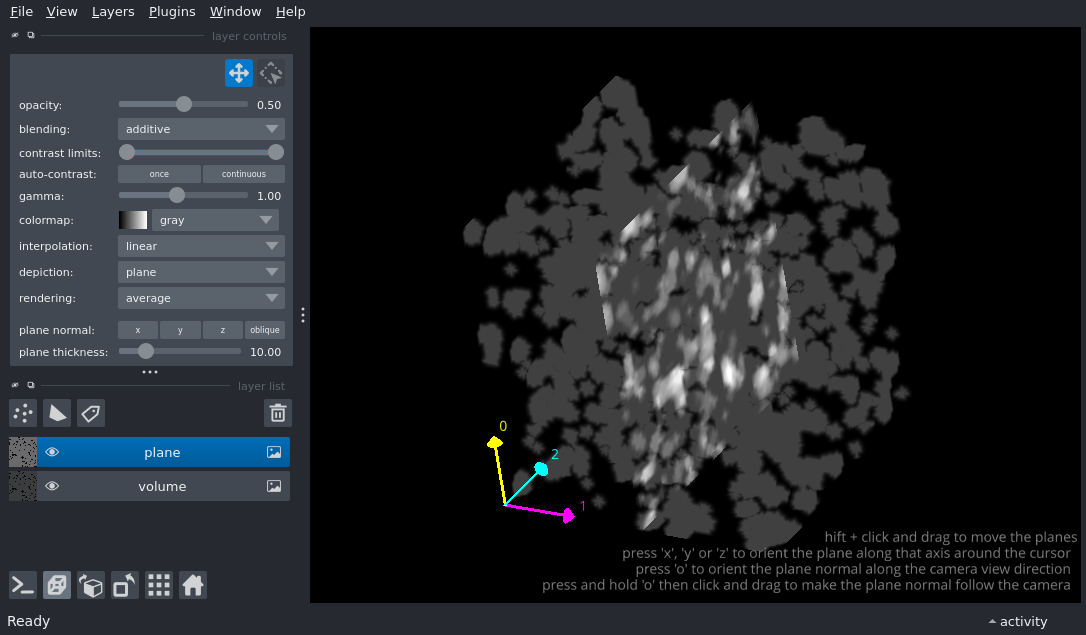 File View Layers Plugins Window Help
layer controls
opacity: 0.50
blending: additive
contrast limits:
auto-contrast: once continuous
gamma: 1.00
colormap: gray
interpolation: linear
depiction: plane
rendering: average
plane normal: x y z oblique
plane thickness: 10.00
layer list
plane
volume
0
2
1
hift + click and drag to move the planes
press 'x', 'y' or 'z' to orient the plane along that axis around the cursor
press 'o' to orient the plane normal along the camera view direction
press and hold 'o' then click and drag to make the plane normal follow the camera
Ready
activity